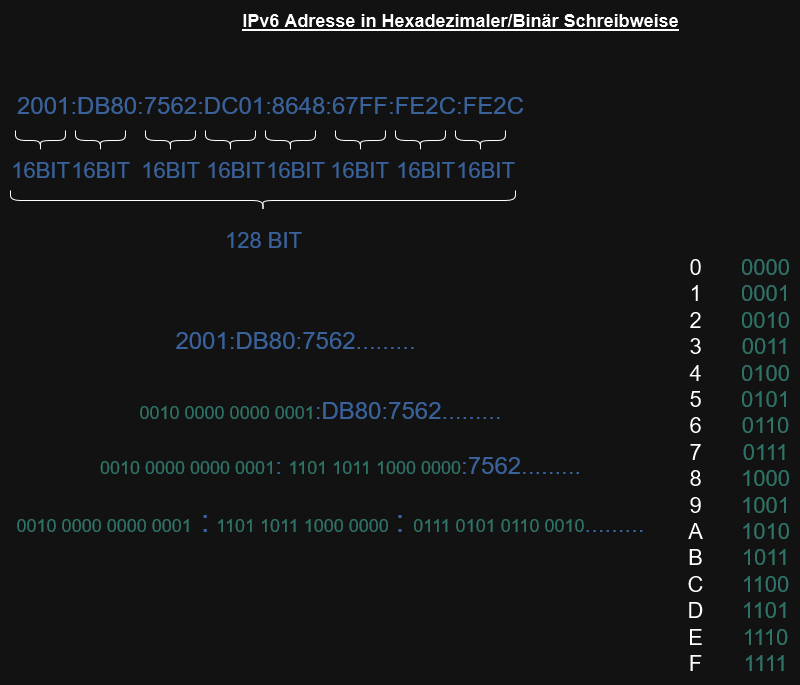 IPv6 Adresse in Hexadezimaler/Binär Schreibweise
2001:DB80:7562:DC01:8648:67FF:FE2C:FE2C
16BIT 16BIT 16BIT 16BIT 16BIT 16BIT 16BIT 16BIT
128 BIT
2001:DB80:7562.........
0010 0000 0000 0001:DB80:7562.........
0010 0000 0000 0001: 1101 1011 1000 0000:7562.........
0010 0000 0000 0001 : 1101 1011 1000 0000 : 0111 0101 0110 0010.........
0 0000
1 0001
2 0010
3 0011
4 0100
5 0101
6 0110
7 0111
8 1000
9 1001
A 1010
B 1011
C 1100
D 1101
E 1110
F 1111